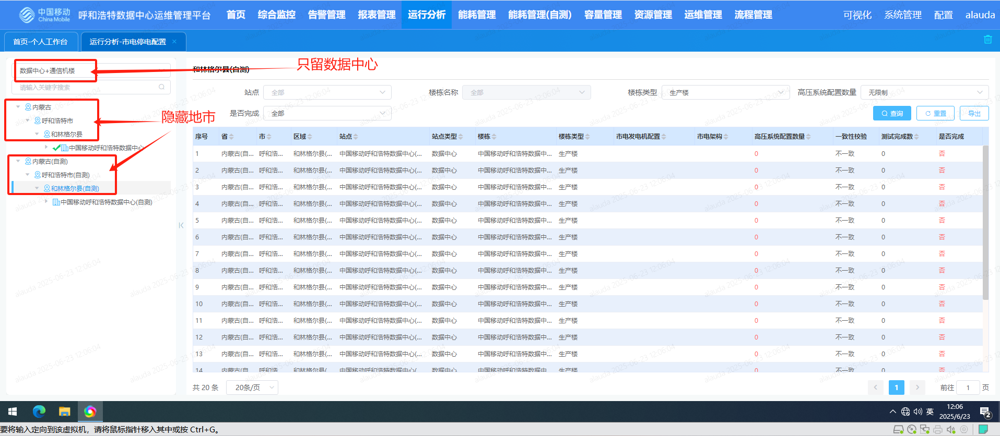 中国移动
China Mobile
呼和浩特数据中心运维管理平台 首页 综合监控 告警管理 报表管理 运行分析 能耗管理 能耗管理(自测) 容量管理 资源管理 运维管理 流程管理 可视化 系统管理 配置 alauda
首页-个人工作台 运行分析-市电停电配置 ×
数据中心+通信机楼
只留数据中心
和林格尔县(自测)
请输入关键字搜索
站点 全部 楼栋名称 全部 楼栋类型 生产楼 高压系统配置数量 无限制
是否完成 全部 查询 重置 导出
隐藏地市
内蒙古
呼和浩特市
和林格尔县
中国移动呼和浩特数据中心
内蒙古(自测)
呼和浩特市(自测)
和林格尔县(自测)
中国移动呼和浩特数据中心(自测)
序号 省 市 区域 站点 站点类型 楼栋 楼栋类型 市电发电机配置 市电架构 高压系统配置数量 一致性校验 测试完成数 是否完成
1 内蒙古(自... 呼和浩... 和林格尔县(... 中国移动呼和浩特数据中心(... 数据中心 中国移动呼和浩特数据中... 生产楼 0 不一致 0 否
2 内蒙古(自... 呼和浩... 和林格尔县(... 中国移动呼和浩特数据中心(... 数据中心 中国移动呼和浩特数据中... 生产楼 0 不一致 0 否
3 内蒙古(自... 呼和浩... 和林格尔县(... 中国移动呼和浩特数据中心(... 数据中心 中国移动呼和浩特数据中... 生产楼 0 不一致 0 否
4 内蒙古(自... 呼和浩... 和林格尔县(... 中国移动呼和浩特数据中心(... 数据中心 中国移动呼和浩特数据中... 生产楼 0 不一致 0 否
5 内蒙古(自... 呼和浩... 和林格尔县(... 中国移动呼和浩特数据中心(... 数据中心 中国移动呼和浩特数据中... 生产楼 0 不一致 0 否
6 内蒙古(自... 呼和浩... 和林格尔县(... 中国移动呼和浩特数据中心(... 数据中心 中国移动呼和浩特数据中... 生产楼 0 不一致 0 否
7 内蒙古(自... 呼和浩... 和林格尔县(... 中国移动呼和浩特数据中心(... 数据中心 中国移动呼和浩特数据中... 生产楼 0 不一致 0 否
8 内蒙古(自... 呼和浩... 和林格尔县(... 中国移动呼和浩特数据中心(... 数据中心 中国移动呼和浩特数据中... 生产楼 0 不一致 0 否
9 内蒙古(自... 呼和浩... 和林格尔县(... 中国移动呼和浩特数据中心(... 数据中心 中国移动呼和浩特数据中... 生产楼 0 不一致 0 否
10 内蒙古(自... 呼和浩... 和林格尔县(... 中国移动呼和浩特数据中心(... 数据中心 中国移动呼和浩特数据中... 生产楼 0 不一致 0 否
11 内蒙古(自... 呼和浩... 和林格尔县(... 中国移动呼和浩特数据中心(... 数据中心 中国移动呼和浩特数据中... 生产楼 0 不一致 0 否
12 内蒙古(自... 呼和浩... 和林格尔县(... 中国移动呼和浩特数据中心(... 数据中心 中国移动呼和浩特数据中... 生产楼 0 不一致 0 否
13 内蒙古(自... 呼和浩... 和林格尔县(... 中国移动呼和浩特数据中心(... 数据中心 中国移动呼和浩特数据中... 生产楼 0 不一致 0 否
14 内蒙古(自 呼和浩 和林格尔县( 中国移动呼和浩特数据中心( 数据中心 中国移动呼和浩特数据中 生产楼 0 不一致 0 否
共 20 条 20条/页 1 前往 1 页
alauda 2025-06-23 12:06:04
英 12:06
2025/6/23
2
要将输入定向到该虚拟机，请将鼠标指针移入其中或按 Ctrl+G。